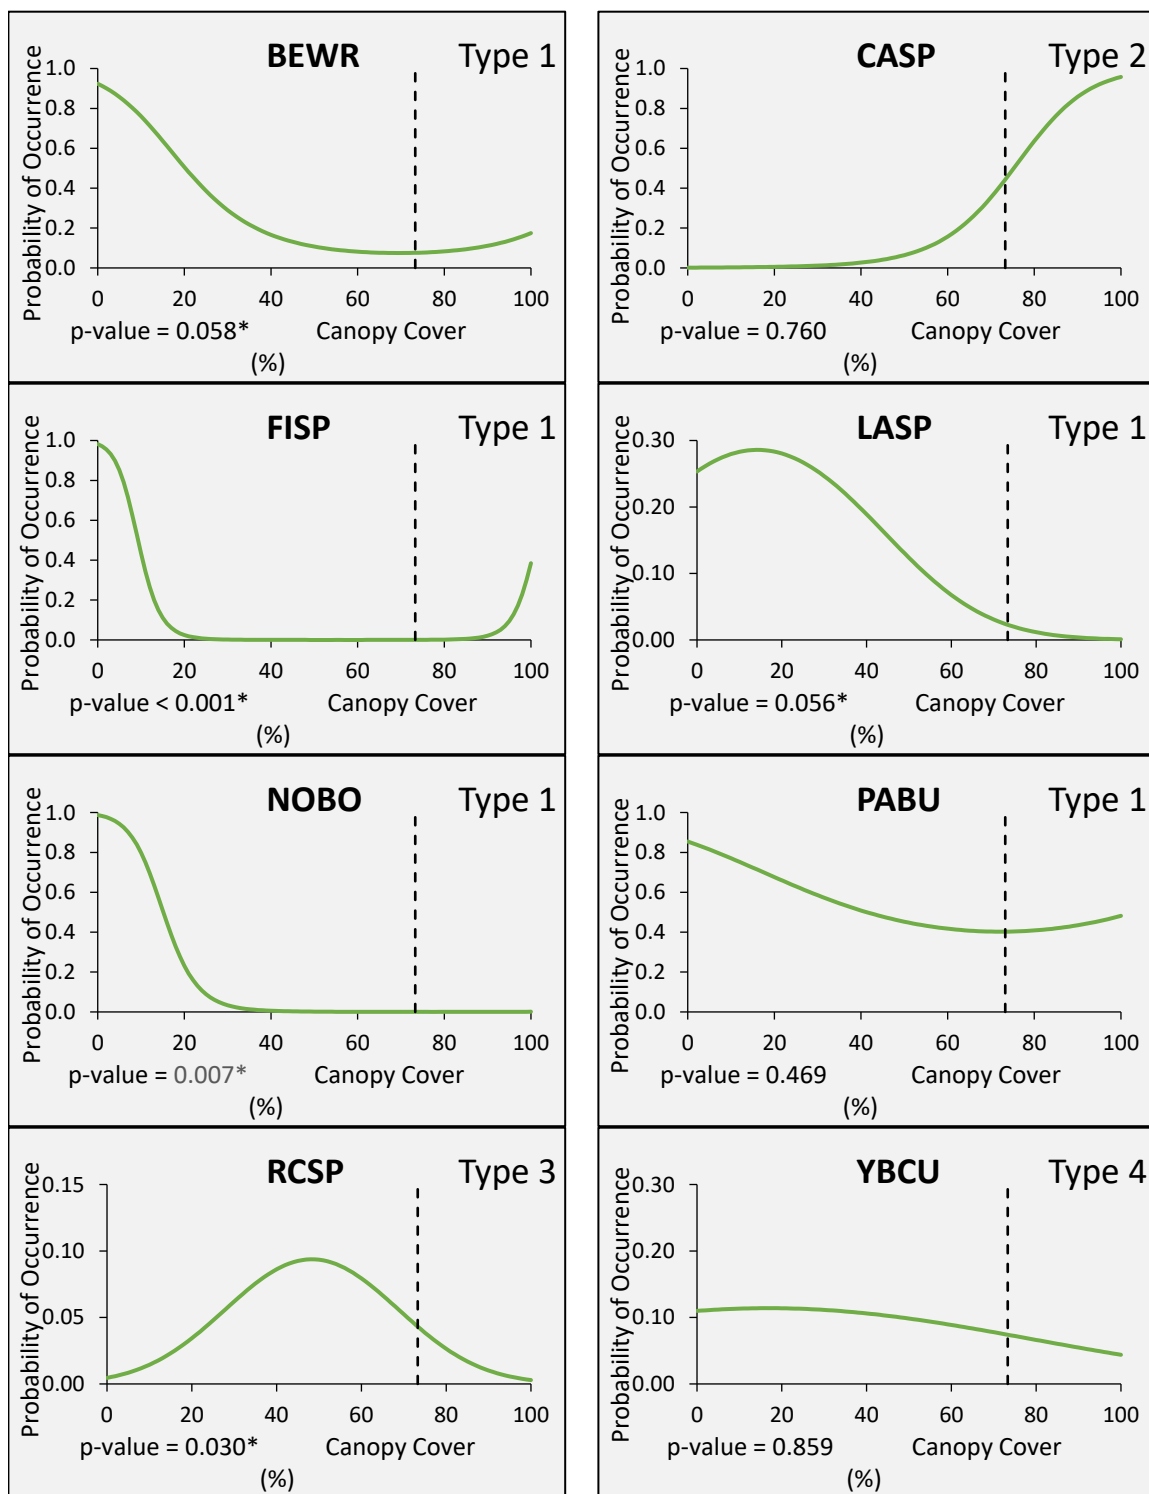 BEWR Type 1
Probability of Occurrence
1.0
0.8
0.6
0.4
0.2
0.0
0 20 40 60 80 100
p-value = 0.058* Canopy Cover
(%)
CASP Type 2
Probability of Occurrence
1.0
0.8
0.6
0.4
0.2
0.0
0 20 40 60 80 100
p-value = 0.760 Canopy Cover
(%)
FISP Type 1
Probability of Occurrence
1.0
0.8
0.6
0.4
0.2
0.0
0 20 40 60 80 100
p-value < 0.001* Canopy Cover
(%)
LASP Type 1
Probability of Occurrence
0.30
0.20
0.10
0.00
0 20 40 60 80 100
p-value = 0.056* Canopy Cover
(%)
NOBO Type 1
Probability of Occurrence
1.0
0.8
0.6
0.4
0.2
0.0
0 20 40 60 80 100
p-value = 0.007* Canopy Cover
(%)
PABU Type 1
Probability of Occurrence
1.0
0.8
0.6
0.4
0.2
0.0
0 20 40 60 80 100
p-value = 0.469 Canopy Cover
(%)
RCSP Type 3
Probability of Occurrence
0.15
0.10
0.05
0.00
0 20 40 60 80 100
p-value = 0.030* Canopy Cover
(%)
YBCU Type 4
Probability of Occurrence
0.30
0.20
0.10
0.00
0 20 40 60 80 100
p-value = 0.859 Canopy Cover
(%)